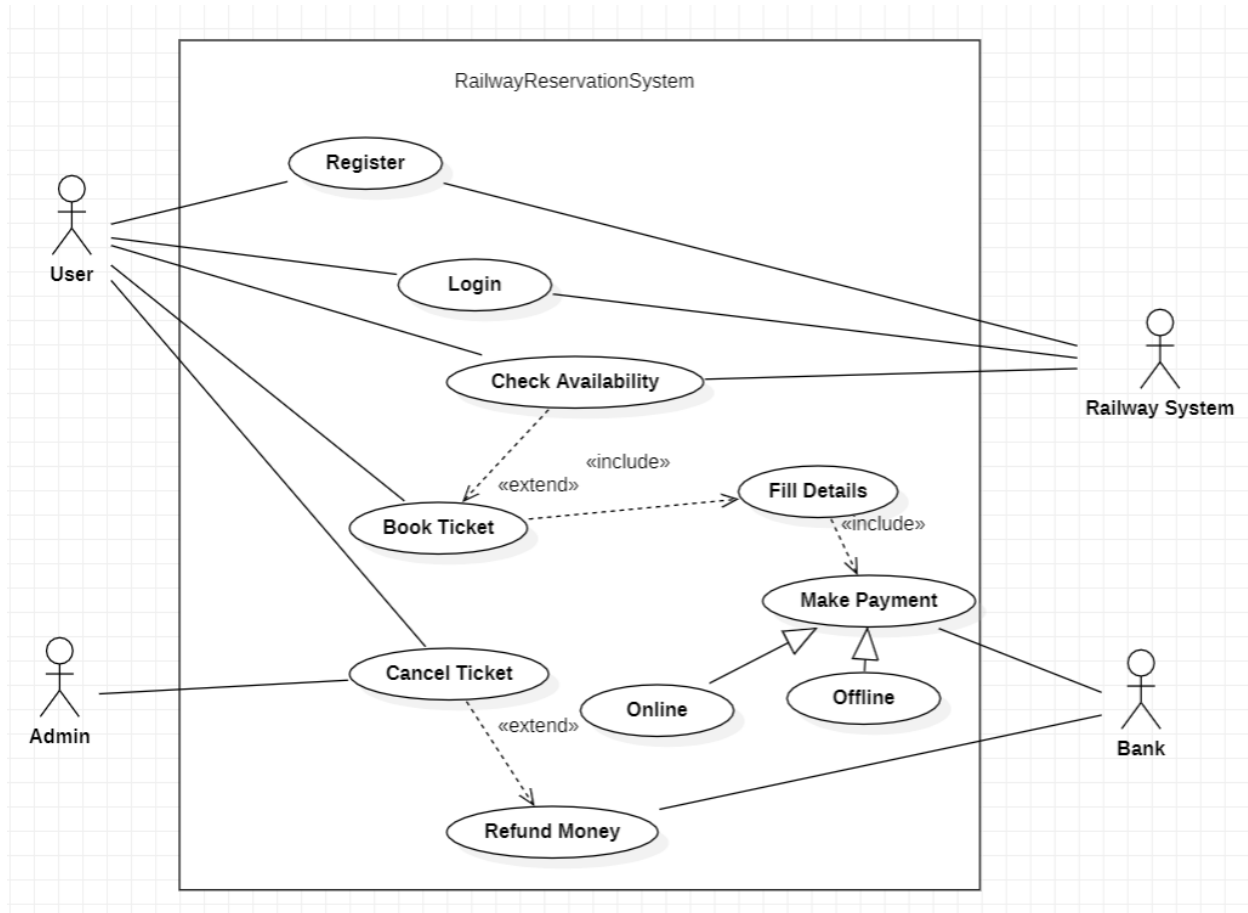 RailwayReservationSystem
Register
User
Login
Check Availability
Railway System
«include»
«extend»
Fill Details
Book Ticket
«include»
Make Payment
Cancel Ticket
Online
Offline
Admin
«extend»
Bank
Refund Money